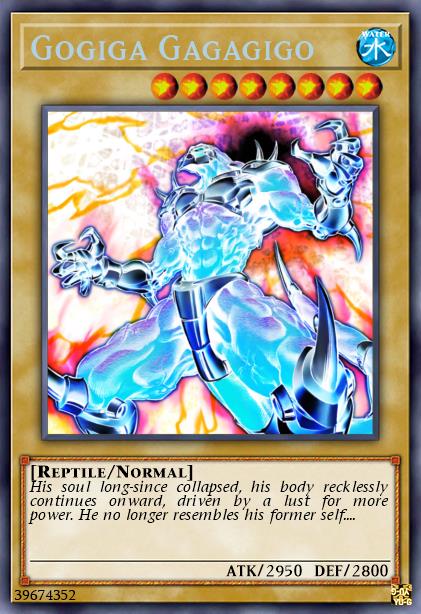 Gogiga Gagagigo
WATER
水
[Reptile/Normal]
His soul long-since collapsed, his body recklessly
continues onward, driven by a lust for more
power. He no longer resembles his former self....
ATK/2950 DEF/2800
39674352